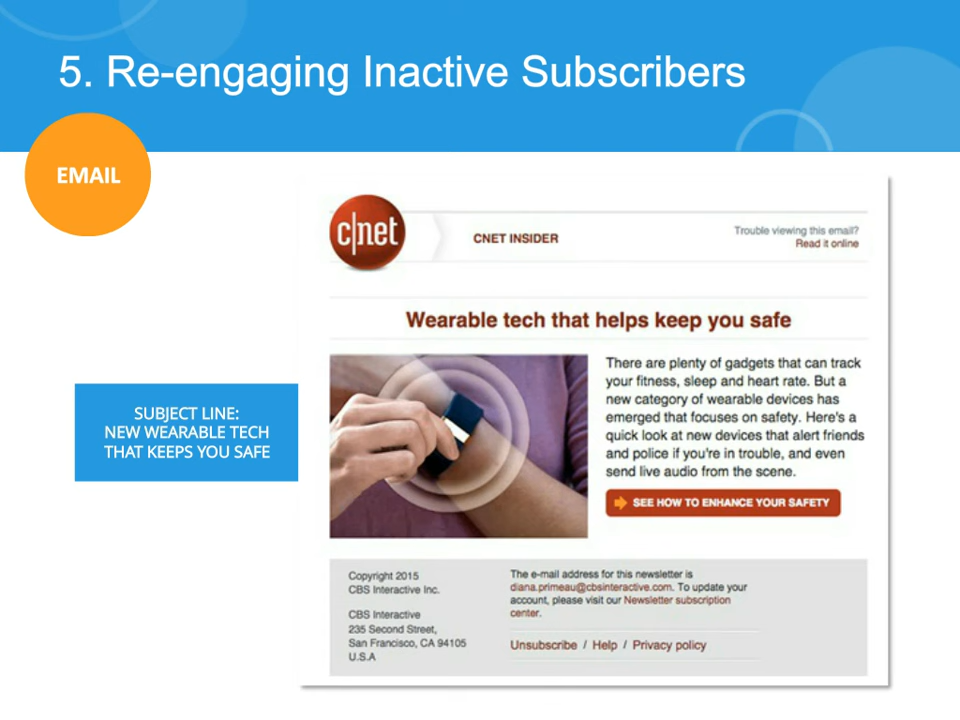 5. Re-engaging Inactive Subscribers
EMAIL
SUBJECT LINE:
NEW WEARABLE TECH
THAT KEEPS YOU SAFE
c|net
CNET INSIDER
Trouble viewing this email?
Read it online
Wearable tech that helps keep you safe
There are plenty of gadgets that can track
your fitness, sleep and heart rate. But a
new category of wearable devices has
emerged that focuses on safety. Here's a
quick look at new devices that alert friends
and police if you're in trouble, and even
send live audio from the scene.
SEE HOW TO ENHANCE YOUR SAFETY
Copyright 2015
CBS Interactive Inc.
CBS Interactive
235 Second Street,
San Francisco, CA 94105
U.S.A
The e-mail address for this newsletter is
diana.primeau@cbsinteractive.com. To update your
account, please visit our Newsletter subscription
center.
Unsubscribe / Help / Privacy policy